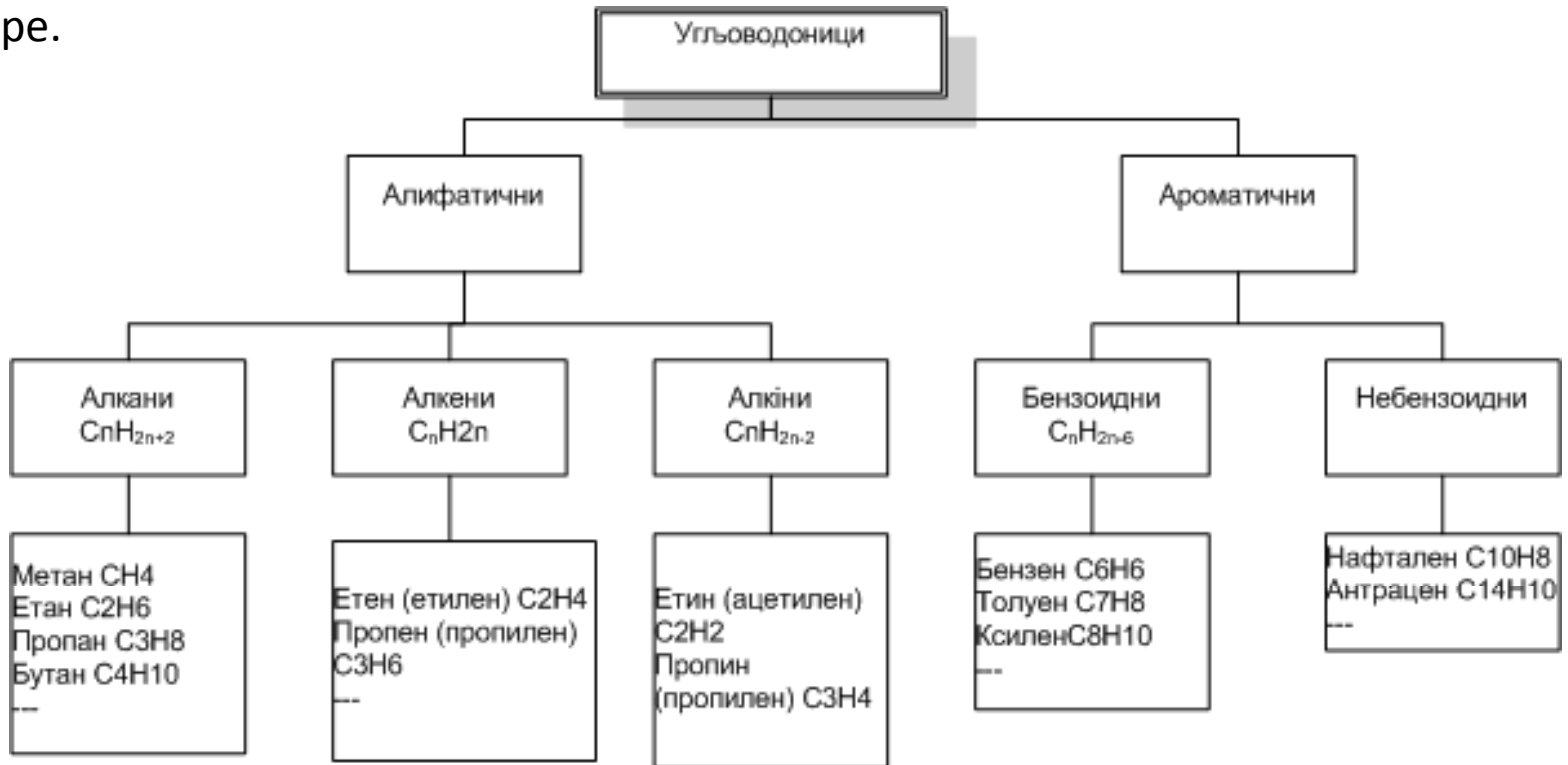 ре.
Угљоводоници
Алифатични
Ароматични
Алкани
CnH₂ₙ₊₂
Алкени
CₙH2n
Алкіни
CnH₂ₙ₋₂
Бензоидни
CₙH₂ₙ₋₆
Небензоидни
Метан CH4
Етан C2H6
Пропан C3H8
Бутан C4H10
---
Етен (етилен) C2H4
Пропен (пропилен)
C3H6
---
Етин (ацетилен)
C2H2
Пропин
(пропилен) C3H4
Бензен C6H6
Толуен C7H8
КсиленC8H10
---
Нафтален C10H8
Антрацен C14H10
---